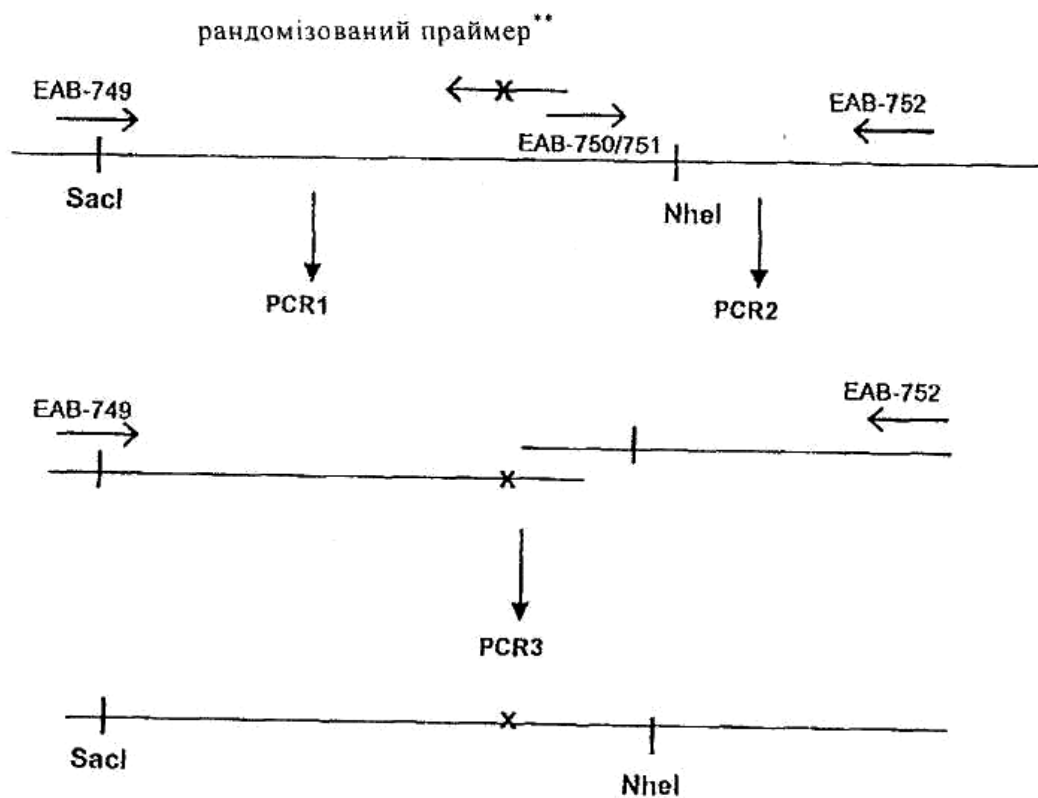 рандомізований праймер**
EAB-749
EAB-752
EAB-750/751
SacI
NheI
PCR1
PCR2
EAB-749
EAB-752
PCR3
SacI
NheI